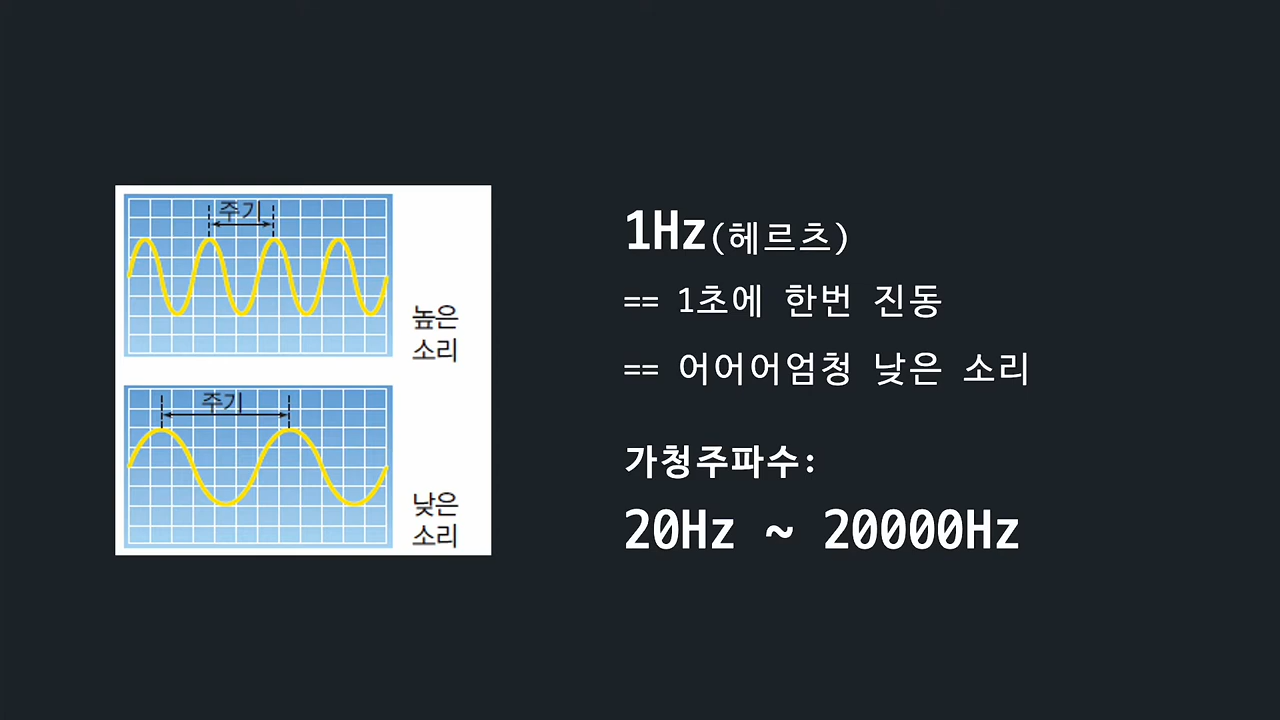 주기
높은
소리
주기
낮은
소리
1Hz(헤르츠)
== 1초에 한번 진동
== 어어어엄청 낮은 소리
가청주파수:
20Hz ~ 20000Hz